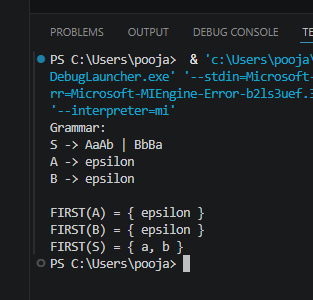 PROBLEMS OUTPUT DEBUG CONSOLE TE
PS C:\Users\pooja> & 'c:\Users\pooja\
DebugLauncher.exe' '--stdin=Microsoft-
rr=Microsoft-MIEngine-Error-b2ls3uef.3
'--interpreter=mi'
Grammar:
S -> AaAb | BbBa
A -> epsilon
B -> epsilon
FIRST(A) = { epsilon }
FIRST(B) = { epsilon }
FIRST(S) = { a, b }
PS C:\Users\pooja>